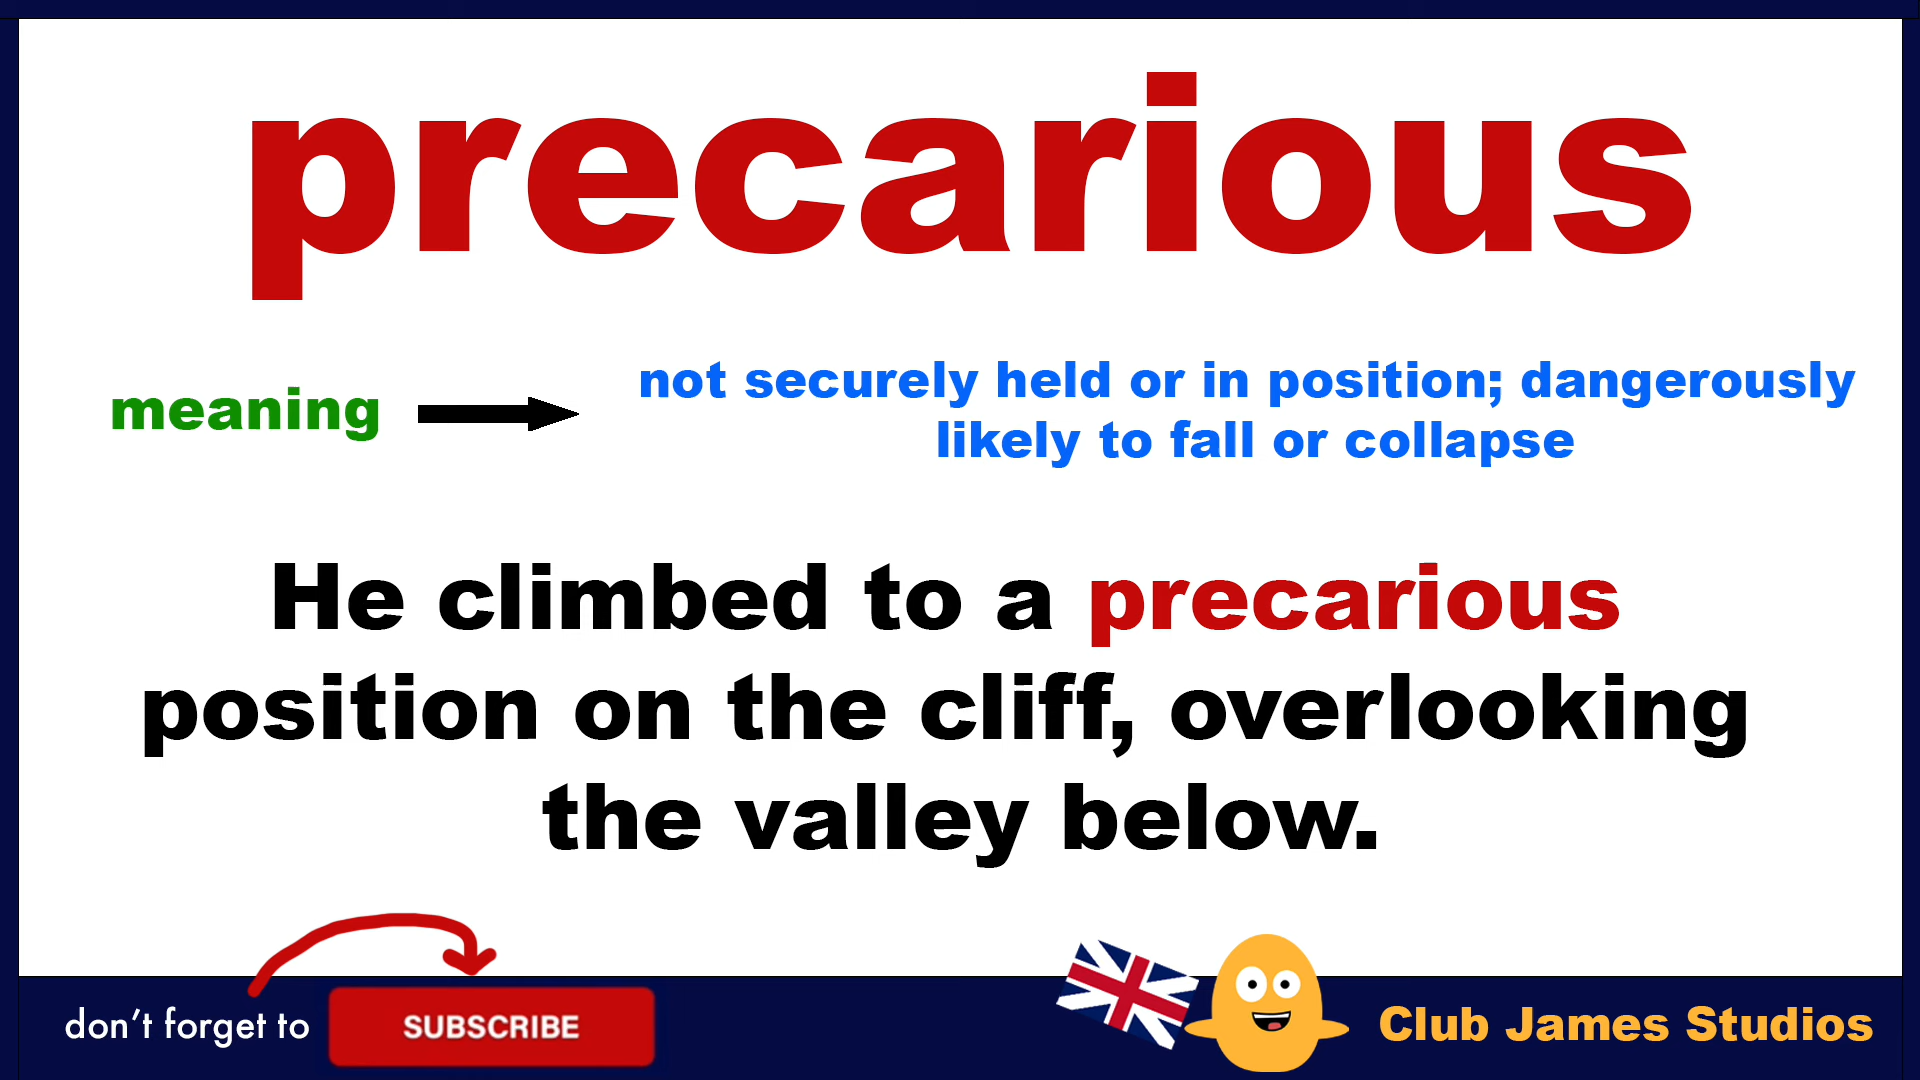 precarious
meaning
not securely held or in position; dangerously
likely to fall or collapse
He climbed to a precarious
position on the cliff, overlooking
the valley below.
don't forget to
SUBSCRIBE
Club James Studios